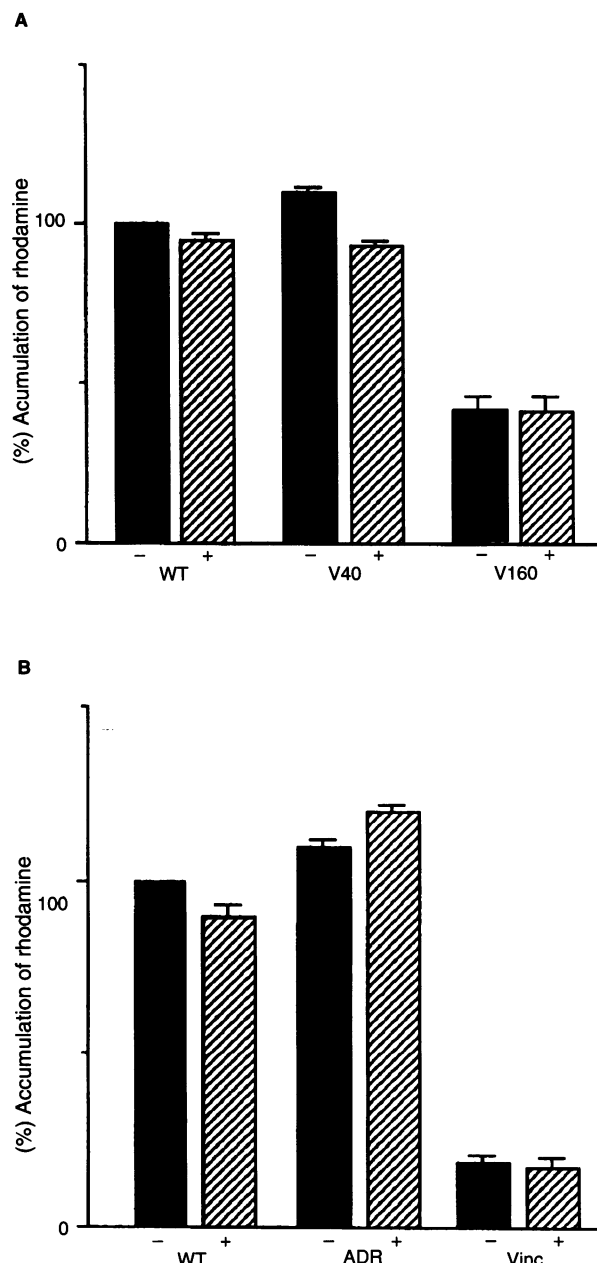 A
(%) Acumulation of rhodamine
100
0
– + – + – +
WT V40 V160
B
(%) Accumulation of rhodamine
100
0
– + – + – +
WT ADR Vinc